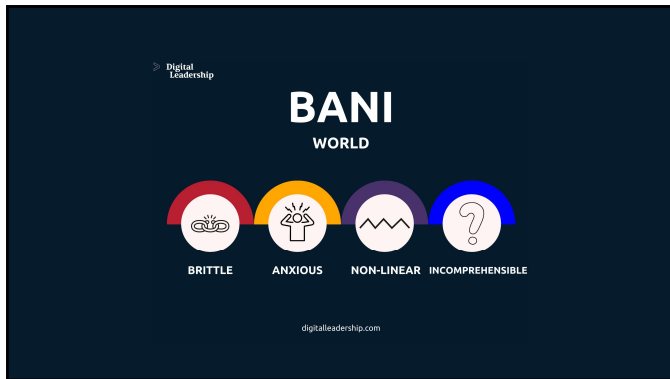 Digital
Leadership
BANI
WORLD
BRITTLE ANXIOUS NON-LINEAR INCOMPREHENSIBLE
digitalleadership.com